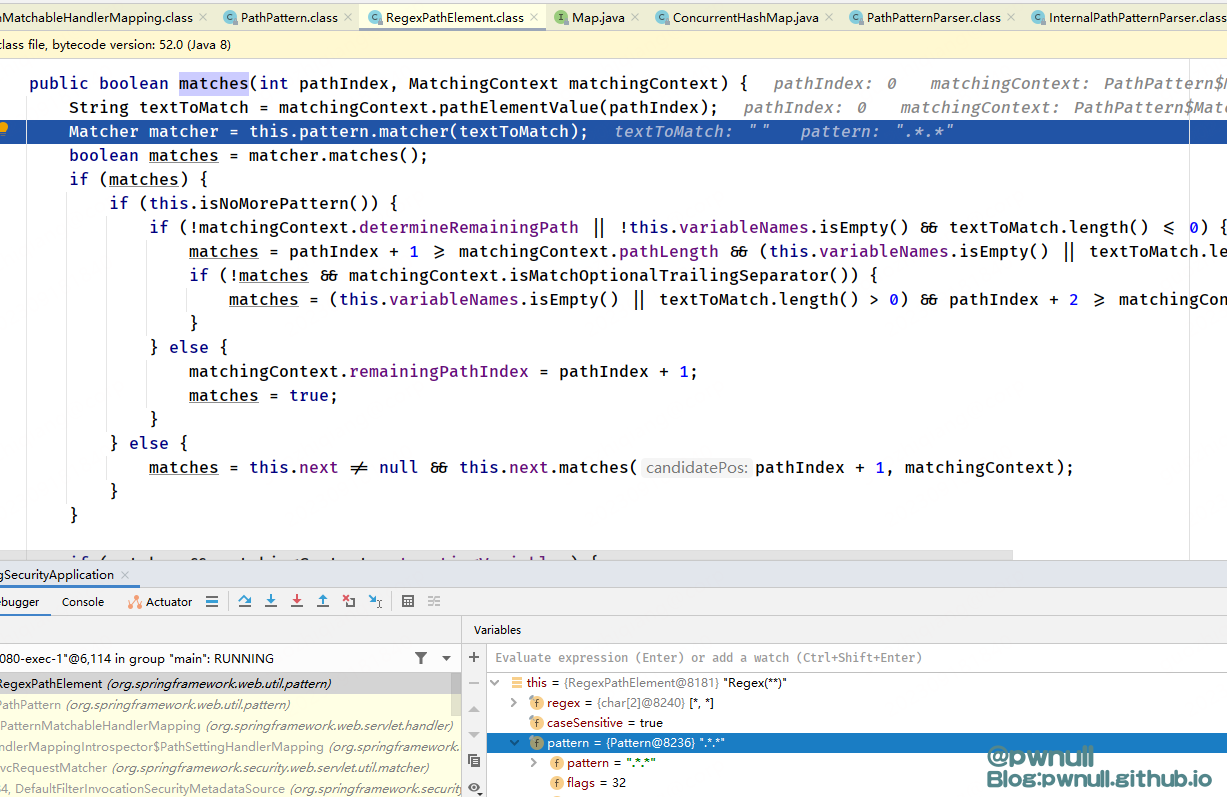 nMatchableHandlerMapping.class PathPattern.class RegexPathElement.class Map.java ConcurrentHashMap.java PathPatternParser.class InternalPathPatternParser.class
class file, bytecode version: 52.0 (Java 8)
public boolean matches(int pathIndex, MatchingContext matchingContext) { pathIndex: 0 matchingContext: PathPattern$M
String textToMatch = matchingContext.pathElementValue(pathIndex); pathIndex: 0 matchingContext: PathPattern$Matc
Matcher matcher = this.pattern.matcher(textToMatch); textToMatch: "" pattern: ".*.*"
boolean matches = matcher.matches();
if (matches) {
if (this.isNoMorePattern()) {
if (!matchingContext.determineRemainingPath || !this.variableNames.isEmpty() && textToMatch.length() <= 0) {
matches = pathIndex + 1 >= matchingContext.pathLength && (this.variableNames.isEmpty() || textToMatch.le
if (!matches && matchingContext.isMatchOptionalTrailingSeparator()) {
matches = (this.variableNames.isEmpty() || textToMatch.length() > 0) && pathIndex + 2 >= matchingCon
}
} else {
matchingContext.remainingPathIndex = pathIndex + 1;
matches = true;
}
} else {
matches = this.next != null && this.next.matches( candidatePos: pathIndex + 1, matchingContext);
}
}
gSecurityApplication
ebugger Console Actuator
Variables
080-exec-1"@6,114 in group "main": RUNNING
Evaluate expression (Enter) or add a watch (Ctrl+Shift+Enter)
RegexPathElement (org.springframework.web.util.pattern)
PathPattern (org.springframework.web.util.pattern)
PatternMatchableHandlerMapping (org.springframework.web.servlet.handler)
ndlerMappingIntrospector$PathSettingHandlerMapping (org.springframework.
vcRequestMatcher (org.springframework.security.web.servlet.util.matcher)
4, DefaultFilterInvocationSecurityMetadataSource (org.springframework.security
this = {RegexPathElement@8181} "Regex(**)"
regex = {char[2]@8240} [*, *]
caseSensitive = true
pattern = {Pattern@8236} ".*.*"
pattern = ".*.*"
flags = 32
@pwnull
Blog:pwnull.github.io